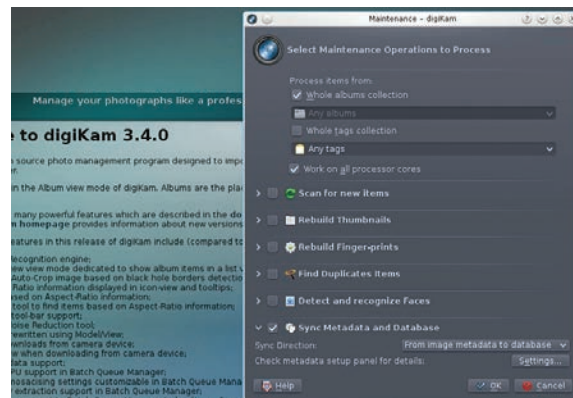 Maintenance - digiKam
Select Maintenance Operations to Process
Process items from:
Whole albums collection
Any albums
Whole tags collection
Any tags
Work on all processor cores
Scan for new items
Rebuild Thumbnails
Rebuild Finger-prints
Find Duplicates Items
Detect and recognize Faces
Sync Metadata and Database
Sync Direction:
From image metadata to database
Check metadata setup panel for details:
Settings...
Help
OK
Cancel
Manage your photographs like a profes
to digiKam 3.4.0
source photo management program designed to impo
in the Album view mode of digiKam. Albums are the pla
many powerful features which are described in the do
m homepage provides information about new versions
eatures in this release of digiKam include (compared to
ecognition engine;
ew view mode dedicated to show album items in a list v
Auto-Crop image based on black hole borders detectio
Ratio information displayed in icon-view and tooltips;
sed on Aspect-Ratio information;
tool to find items based on Aspect-Ratio information;
tool-bar support;
oise Reduction tool;
rewritten using Model/View;
wnloads from camera device;
w when downloading from camera device;
ata support;
PU support in Batch Queue Manager;
mosaicising settings customizable in Batch Queue Mana
extraction support in Batch Queue Manager;